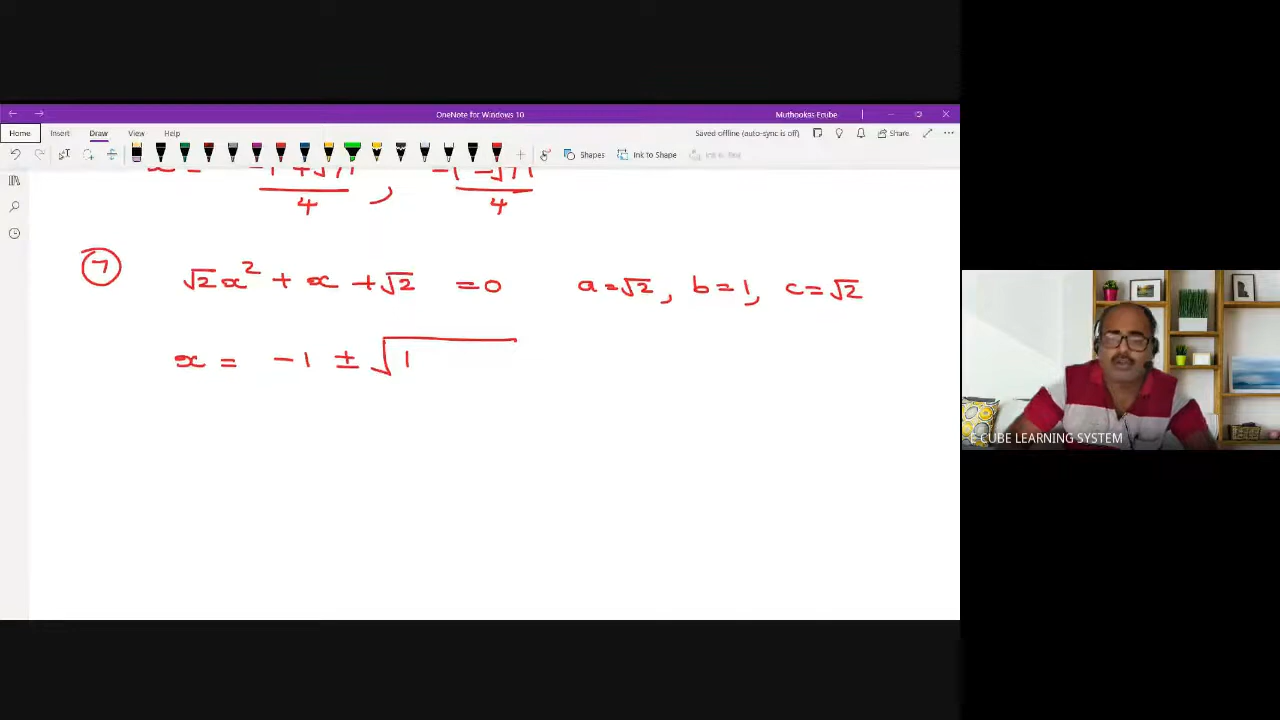 OneNote for Windows 10
Muthookas Ecube
Home Insert Draw View Help
Saved offline (auto-sync is off)
Share
Shapes
Ink to Shape
4 , 4
7 √2x² + x + √2 = 0 a = √2, b = 1, c = √2
x = -1 ± √1
E CUBE LEARNING SYSTEM